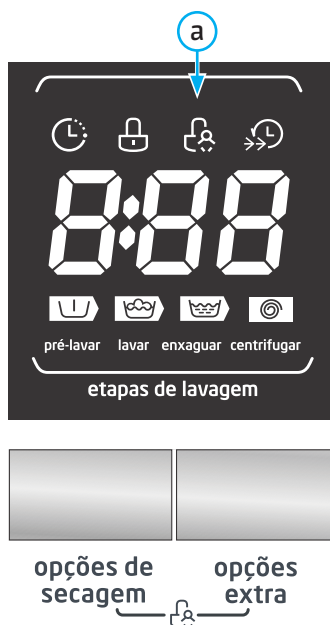 a
8:88
pré-lavar lavar enxaguar centrifugar
etapas de lavagem
opções de secagem
opções extra